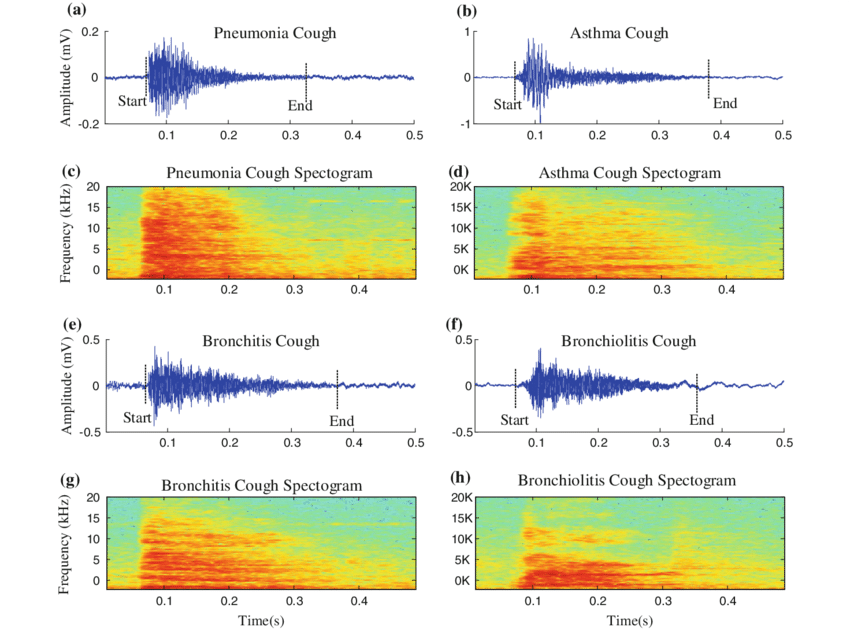 (a)
Pneumonia Cough
Amplitude (mV)
0.2
0
-0.2
Start
End
0.1 0.2 0.3 0.4 0.5
(b)
Asthma Cough
1
0
-1
Start
End
0.1 0.2 0.3 0.4 0.5
(c)
Pneumonia Cough Spectogram
Frequency (kHz)
20
15
10
5
0
0.1 0.2 0.3 0.4
(d)
Asthma Cough Spectogram
20K
15K
10K
5K
0K
0.1 0.2 0.3 0.4
(e)
Bronchitis Cough
Amplitude (mV)
0.5
0
-0.5
Start
End
0.1 0.2 0.3 0.4 0.5
(f)
Bronchiolitis Cough
0.5
0
-0.5
Start
End
0.1 0.2 0.3 0.4 0.5
(g)
Bronchitis Cough Spectogram
Frequency (kHz)
20
15
10
5
0
0.1 0.2 0.3 0.4
Time(s)
(h)
Bronchiolitis Cough Spectogram
20K
15K
10K
5K
0K
0.1 0.2 0.3 0.4
Time(s)